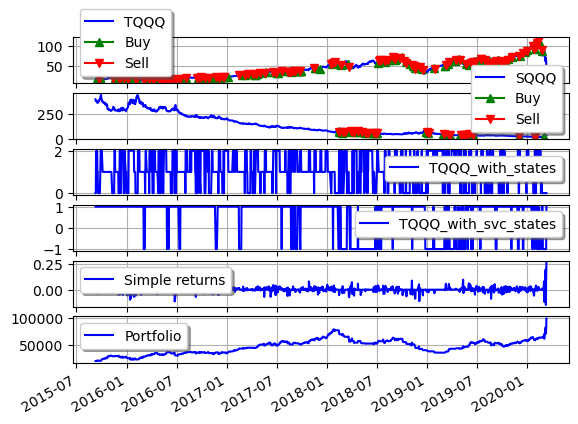 TQQQ
Buy
Sell
100
50
SQQQ
Buy
Sell
250
0
2
0
TQQQ_with_states
1
0
−1
TQQQ_with_svc_states
0.25
0.00
Simple returns
100000
50000
Portfolio
2015-07
2016-01
2016-07
2017-01
2017-07
2018-01
2018-07
2019-01
2019-07
2020-01